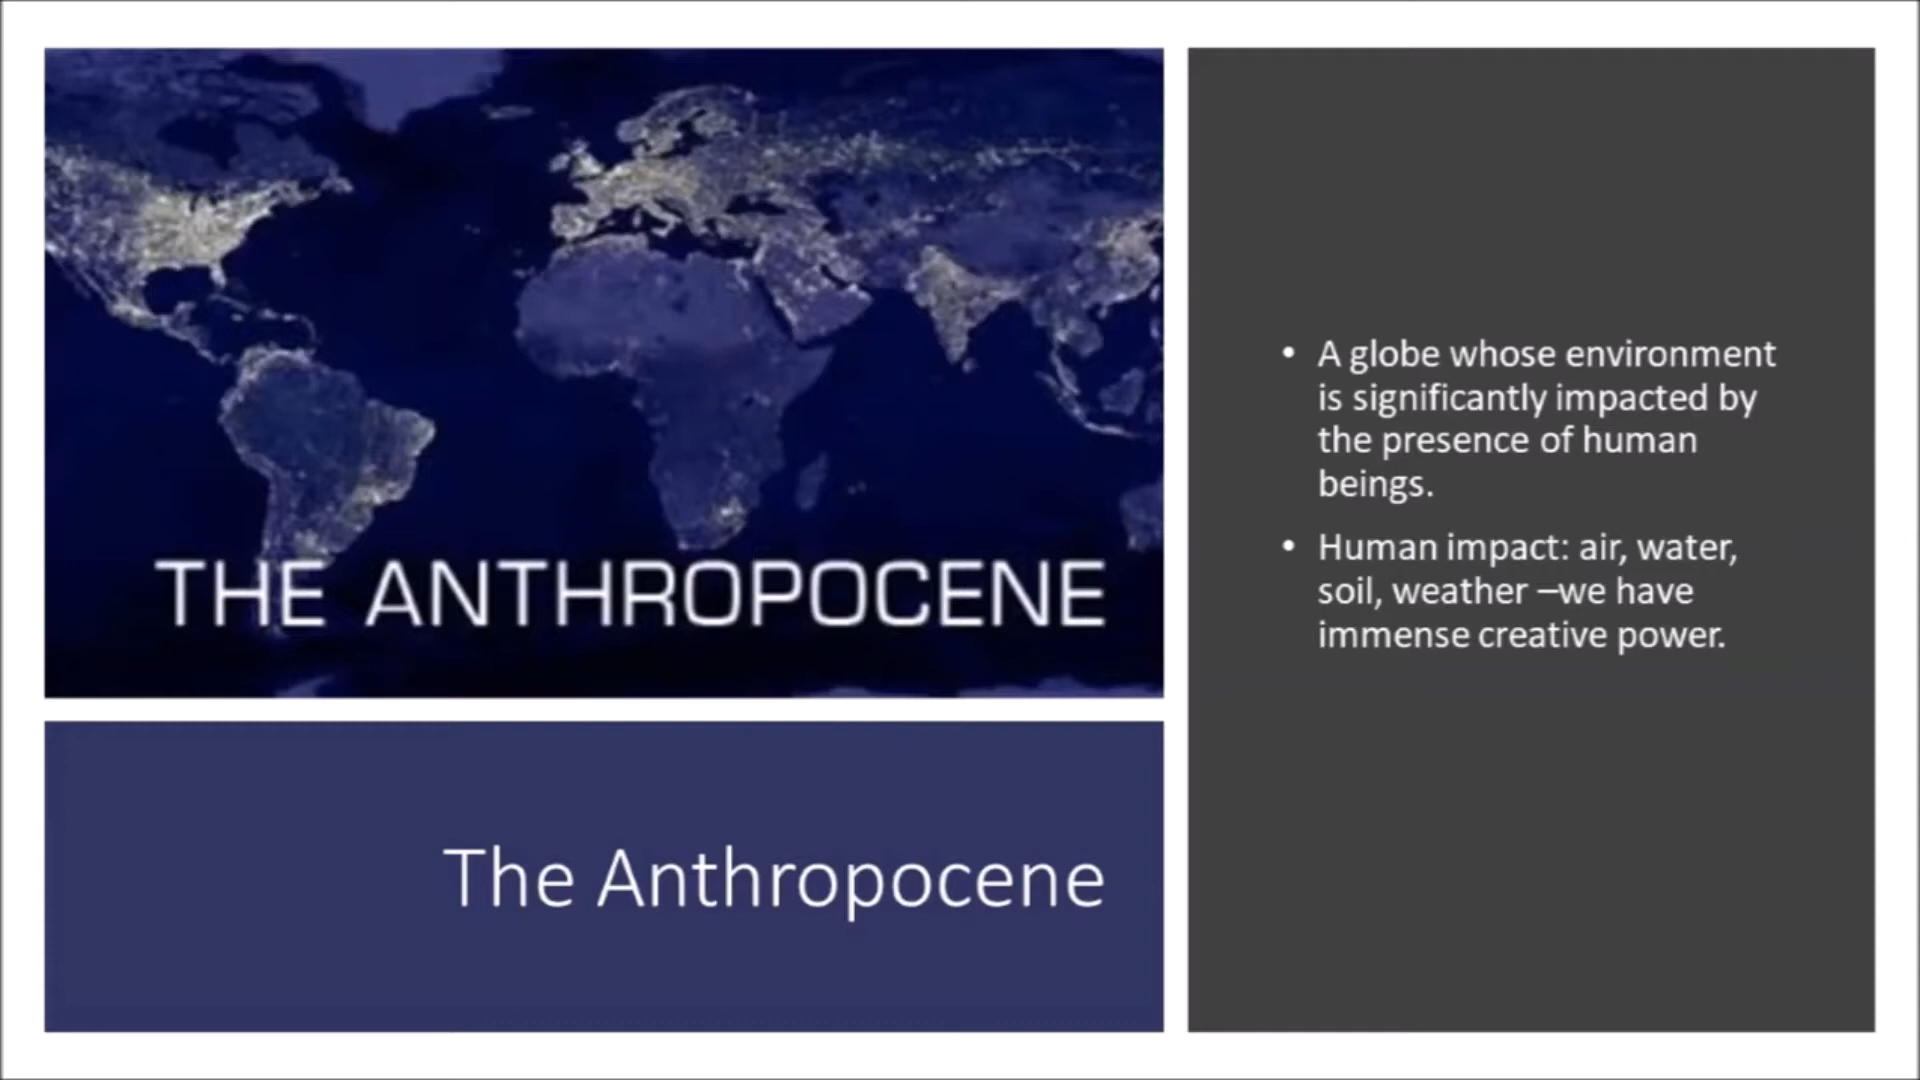 THE ANTHROPOCENE
The Anthropocene
• A globe whose environment
is significantly impacted by
the presence of human
beings.
• Human impact: air, water,
soil, weather –we have
immense creative power.